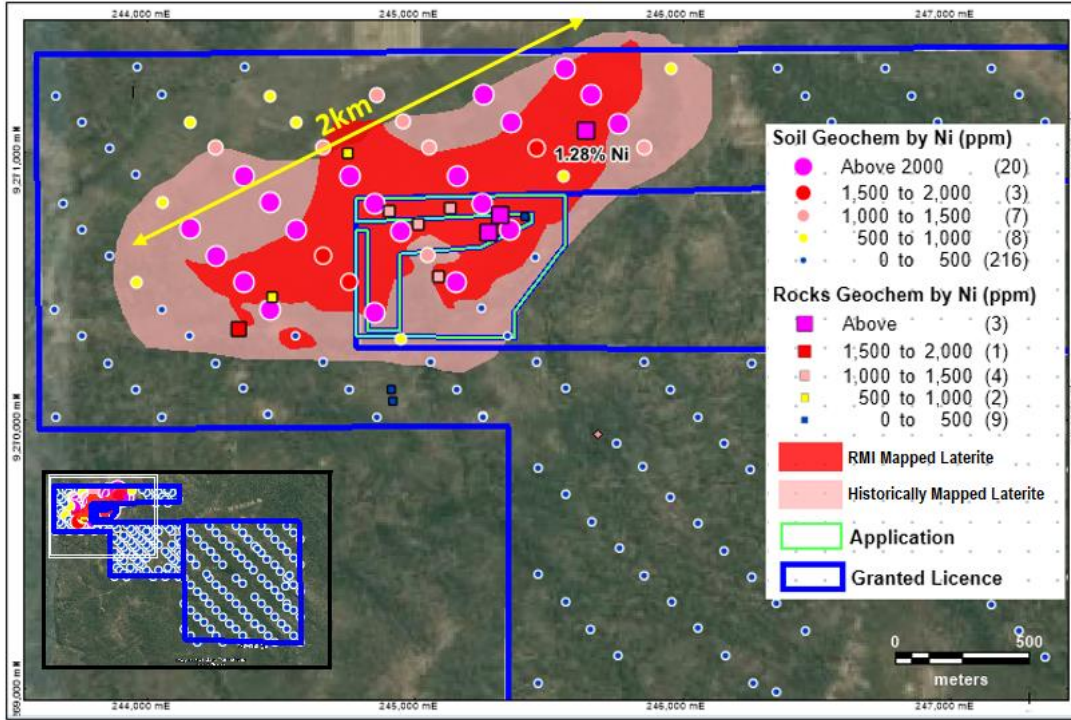 244,000 mE 245,000 mE 246,000 mE 247,000 mE
2km
9,271,000 mN
1.28% Ni
Soil Geochem by Ni (ppm)
Above 2000 (20)
1,500 to 2,000 (3)
1,000 to 1,500 (7)
500 to 1,000 (8)
0 to 500 (216)
Rocks Geochem by Ni (ppm)
Above (3)
1,500 to 2,000 (1)
1,000 to 1,500 (4)
500 to 1,000 (2)
0 to 500 (9)
RMI Mapped Laterite
Historically Mapped Laterite
Application
Granted Licence
9,270,000 mN
0 500
meters
244,000 mE 245,000 mE 246,000 mE 247,000 mE